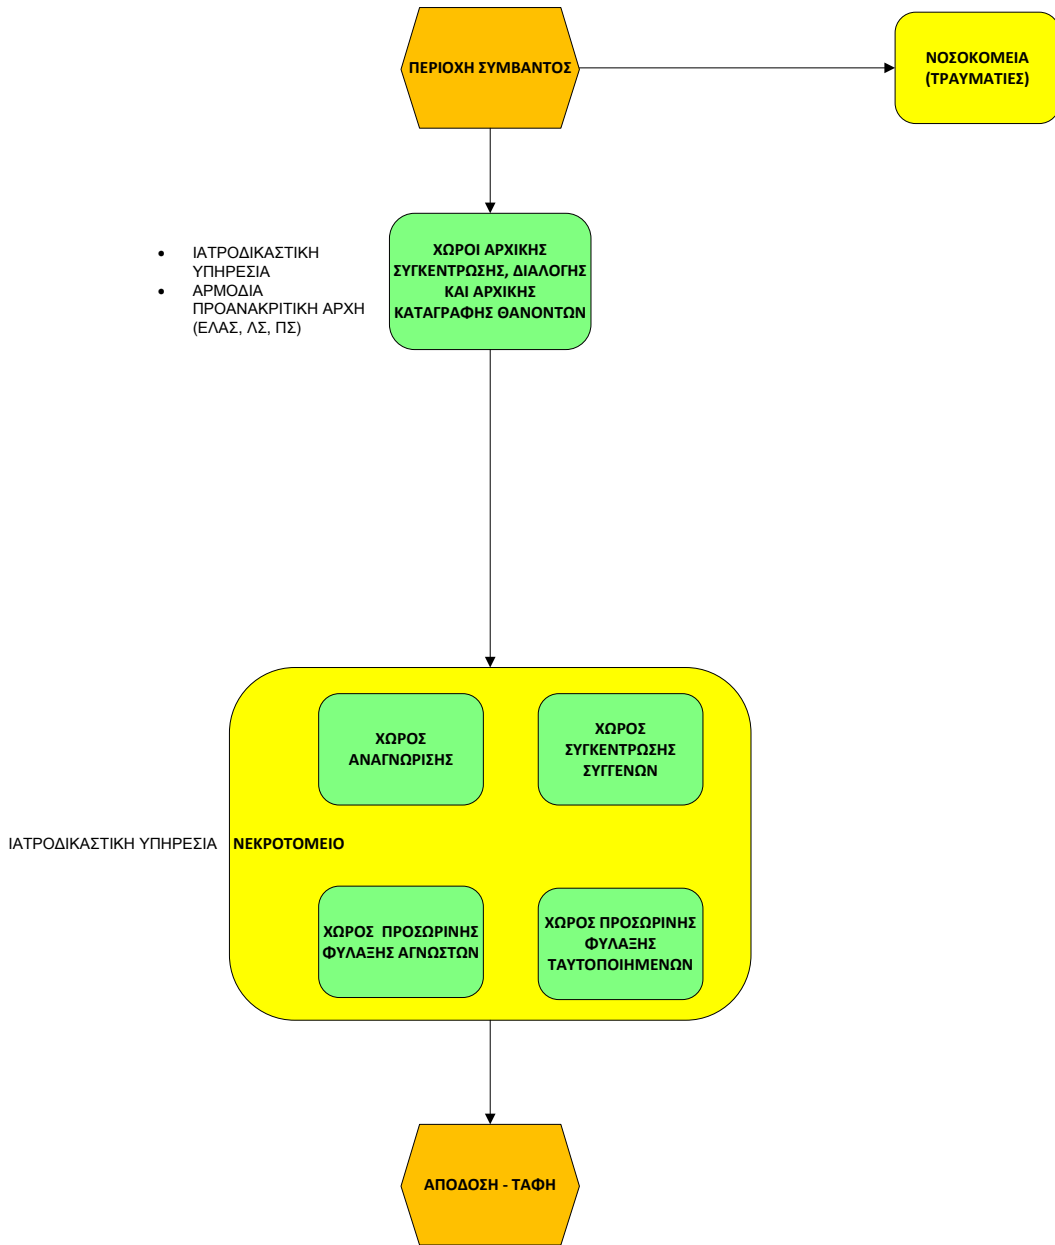 ΠΕΡΙΟΧΗ ΣΥΜΒΑΝΤΟΣ
ΝΟΣΟΚΟΜΕΙΑ
(ΤΡΑΥΜΑΤΙΕΣ)
• ΙΑΤΡΟΔΙΚΑΣΤΙΚΗ
ΥΠΗΡΕΣΙΑ
• ΑΡΜΟΔΙΑ
ΠΡΟΑΝΑΚΡΙΤΙΚΗ ΑΡΧΗ
(ΕΛΑΣ, ΛΣ, ΠΣ)
ΧΩΡΟΙ ΑΡΧΙΚΗΣ
ΣΥΓΚΕΝΤΡΩΣΗΣ, ΔΙΑΛΟΓΗΣ
ΚΑΙ ΑΡΧΙΚΗΣ
ΚΑΤΑΓΡΑΦΗΣ ΘΑΝΟΝΤΩΝ
ΧΩΡΟΣ
ΑΝΑΓΝΩΡΙΣΗΣ
ΧΩΡΟΣ
ΣΥΓΚΕΝΤΡΩΣΗΣ
ΣΥΓΓΕΝΩΝ
ΙΑΤΡΟΔΙΚΑΣΤΙΚΗ ΥΠΗΡΕΣΙΑ
ΝΕΚΡΟΤΟΜΕΙΟ
ΧΩΡΟΣ ΠΡΟΣΩΡΙΝΗΣ
ΦΥΛΑΞΗΣ ΑΓΝΩΣΤΩΝ
ΧΩΡΟΣ ΠΡΟΣΩΡΙΝΗΣ
ΦΥΛΑΞΗΣ
ΤΑΥΤΟΠΟΙΗΜΕΝΩΝ
ΑΠΟΔΟΣΗ - ΤΑΦΗ